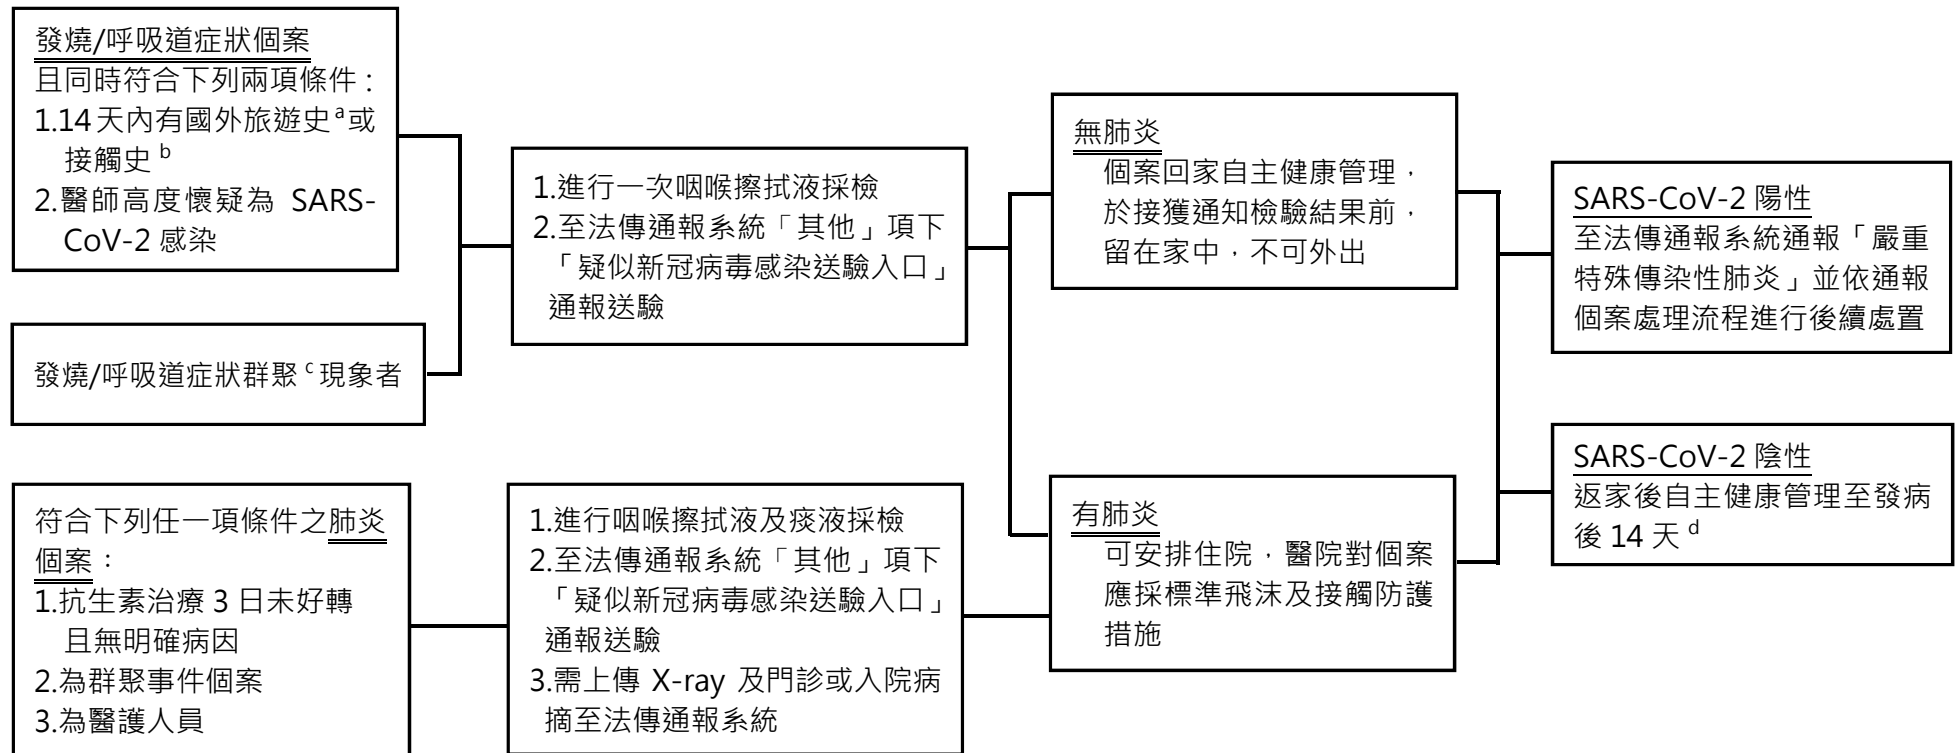 發燒/呼吸道症狀個案
且同時符合下列兩項條件：
1.14天內有國外旅遊史ᵃ或
接觸史ᵇ
2.醫師高度懷疑為 SARS-
CoV-2 感染
發燒/呼吸道症狀群聚ᶜ現象者
符合下列任一項條件之肺炎
個案：
1.抗生素治療 3 日未好轉
且無明確病因
2.為群聚事件個案
3.為醫護人員
1.進行一次咽喉擦拭液採檢
2.至法傳通報系統「其他」項下
「疑似新冠病毒感染送驗入口」
通報送驗
1.進行咽喉擦拭液及痰液採檢
2.至法傳通報系統「其他」項下
「疑似新冠病毒感染送驗入口」
通報送驗
3.需上傳 X-ray 及門診或入院病
摘至法傳通報系統
無肺炎
個案回家自主健康管理，
於接獲通知檢驗結果前，
留在家中，不可外出
有肺炎
可安排住院，醫院對個案
應採標準飛沫及接觸防護
措施
SARS-CoV-2 陽性
至法傳通報系統通報「嚴重
特殊傳染性肺炎」並依通報
個案處理流程進行後續處置
SARS-CoV-2 陰性
返家後自主健康管理至發病
後 14 天ᵈ